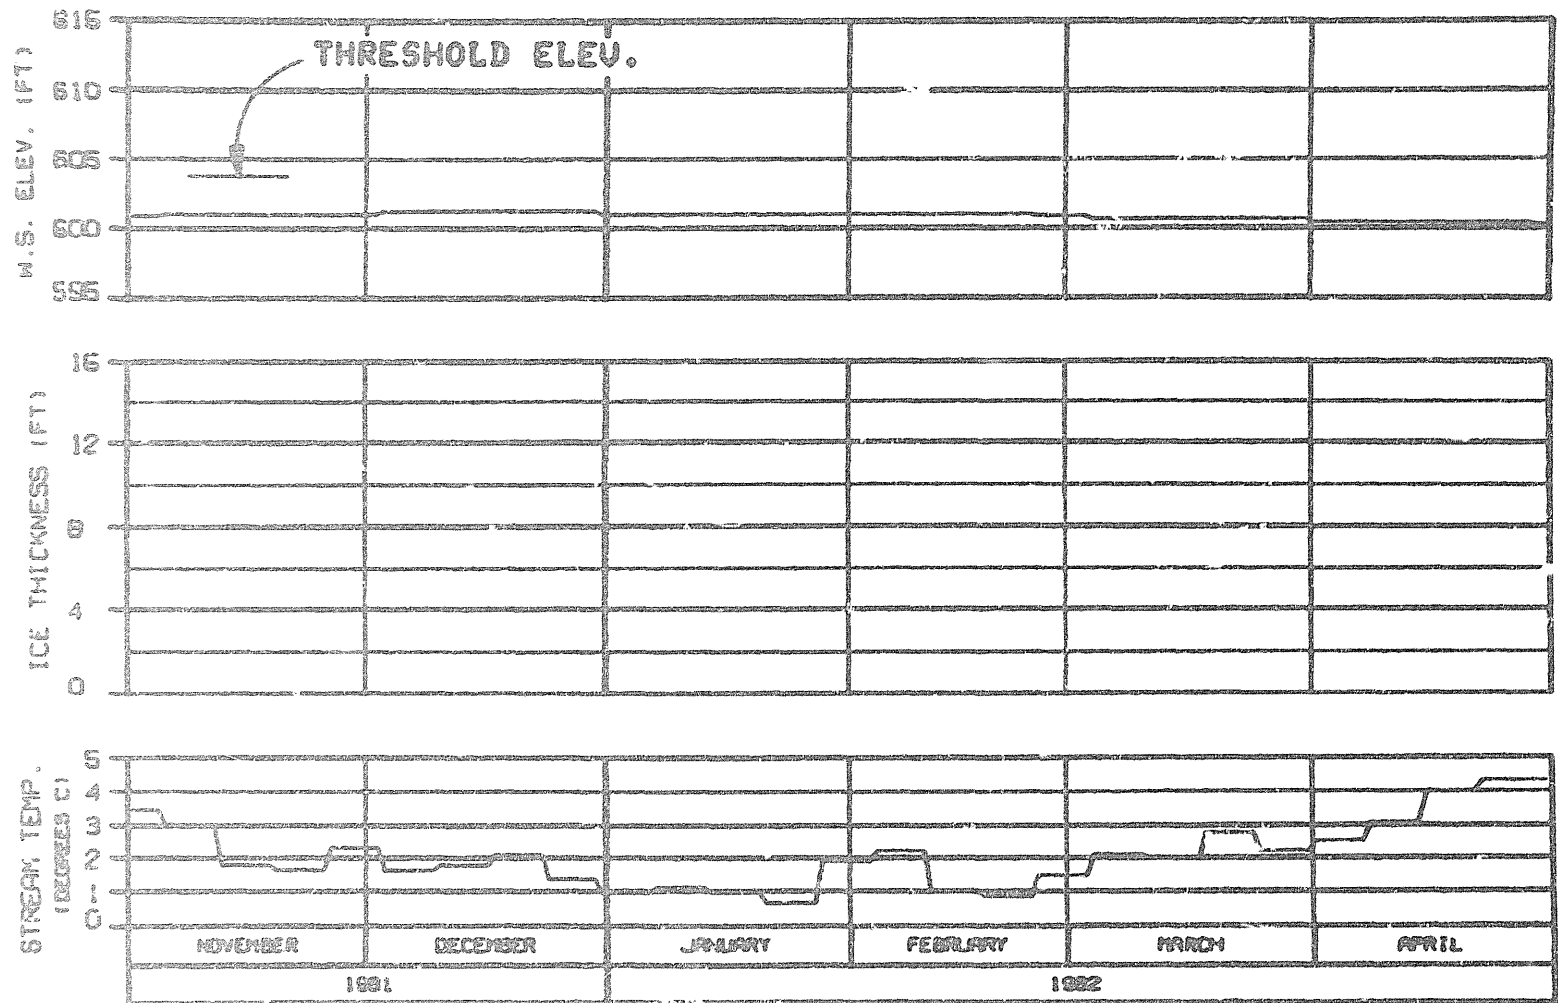 W.S. ELEV. (FT)
615
610
605
600
595
THRESHOLD ELEV.
ICE THICKNESS (FT)
16
12
8
4
0
STREAM TEMP.
(DEGREES C)
5
4
3
2
1
0
NOVEMBER DECEMBER JANUARY FEBRUARY MARCH APRIL
1981 1982